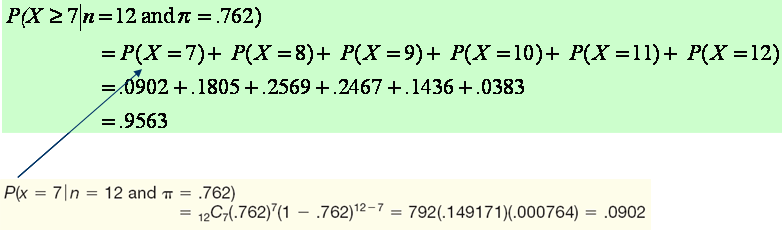 P(X ≥ 7|n = 12 and π = .762)
= P(X = 7) + P(X = 8) + P(X = 9) + P(X = 10) + P(X = 11) + P(X = 12)
= .0902 + .1805 + .2569 + .2467 + .1436 + .0383
= .9563
P(x = 7|n = 12 and π = .762)
= ₁₂C₇(.762)⁷(1 − .762)¹²⁻⁷ = 792(.149171)(.000764) = .0902